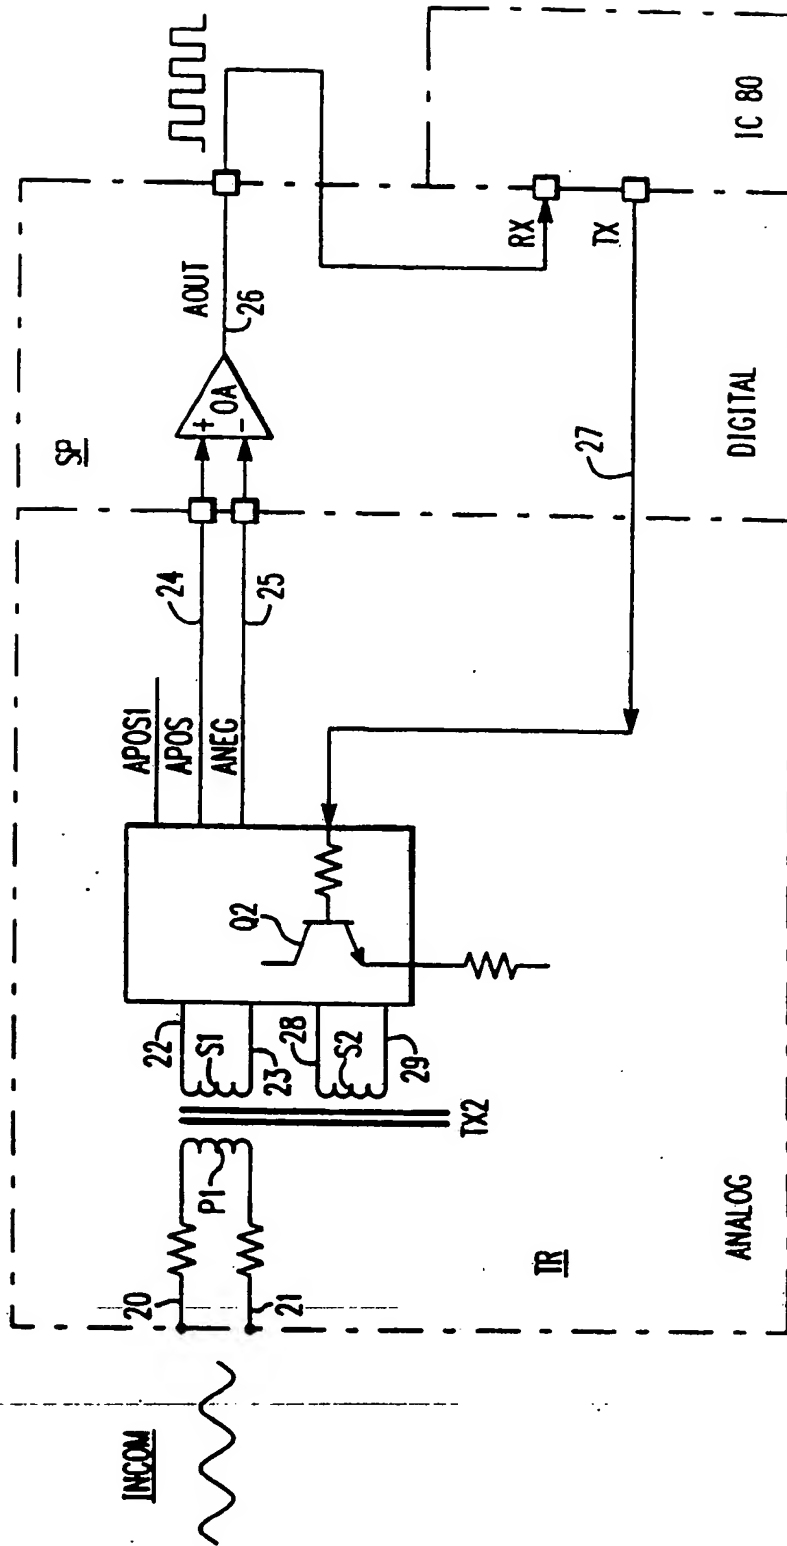 INCOM
20
21
P1
TX2
S1
22
23
S2
28
29
Q2
APOS1
APOS
ANEG
24
25
TR
ANALOG
SP
+
-
OA
AOUT
26
27
RX
TX
DIGITAL
IC 80